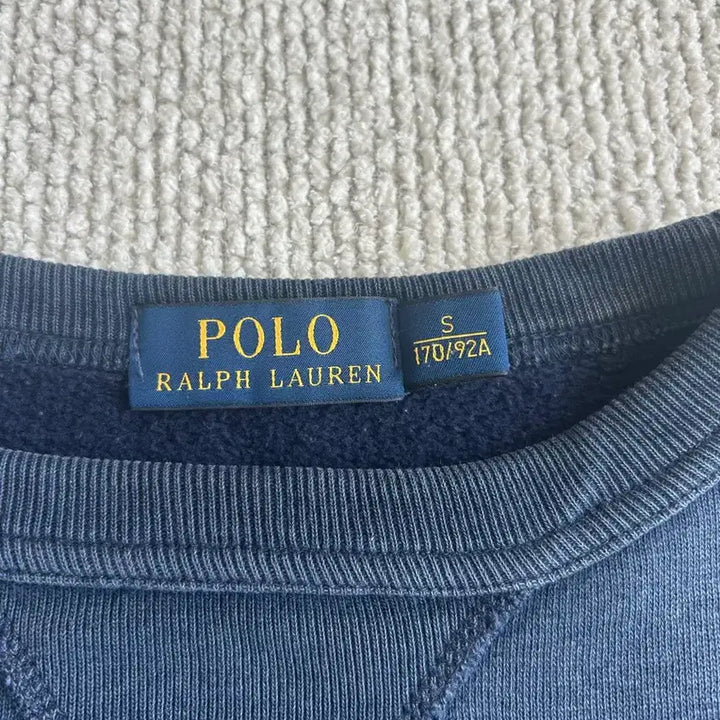 POLO
RALPH LAUREN
S
170/92A